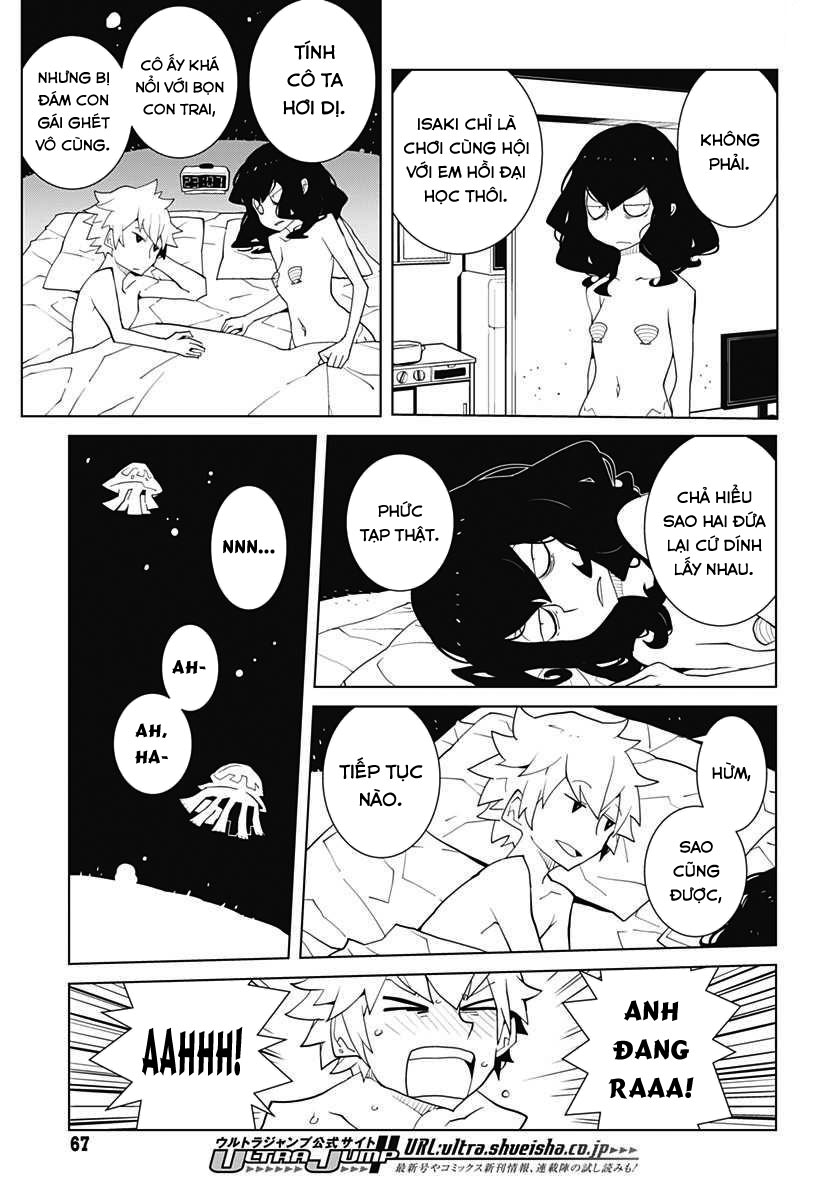 KHÔNG
PHẢI.
ISAKI CHỈ LÀ
CHƠI CÙNG HỘI
VỚI EM HỒI ĐẠI
HỌC THÔI.
TÍNH
CÔ TA
HƠI DỊ.
CÔ ẤY KHÁ
NỔI VỚI BỌN
CON TRAI,
NHƯNG BỊ
ĐÁM CON
GÁI GHÉT
VÔ CÙNG.
23:07
CHẢ HIỂU
SAO HAI ĐỨA
LẠI CỨ DÍNH
LẤY NHAU.
PHỨC
TẠP THẬT.
HỪM,
SAO
CŨNG
ĐƯỢC,
TIẾP TỤC
NÀO.
NNN...
AH-
AH,
HA-
ANH
ĐANG
RAAA!
AAHHH!
67
ウルトラジャンプ公式サイト
ULTRA JUMP
URL:ultra.shueisha.co.jp
最新号やコミックス新刊情報、連載陣の試し読みも!